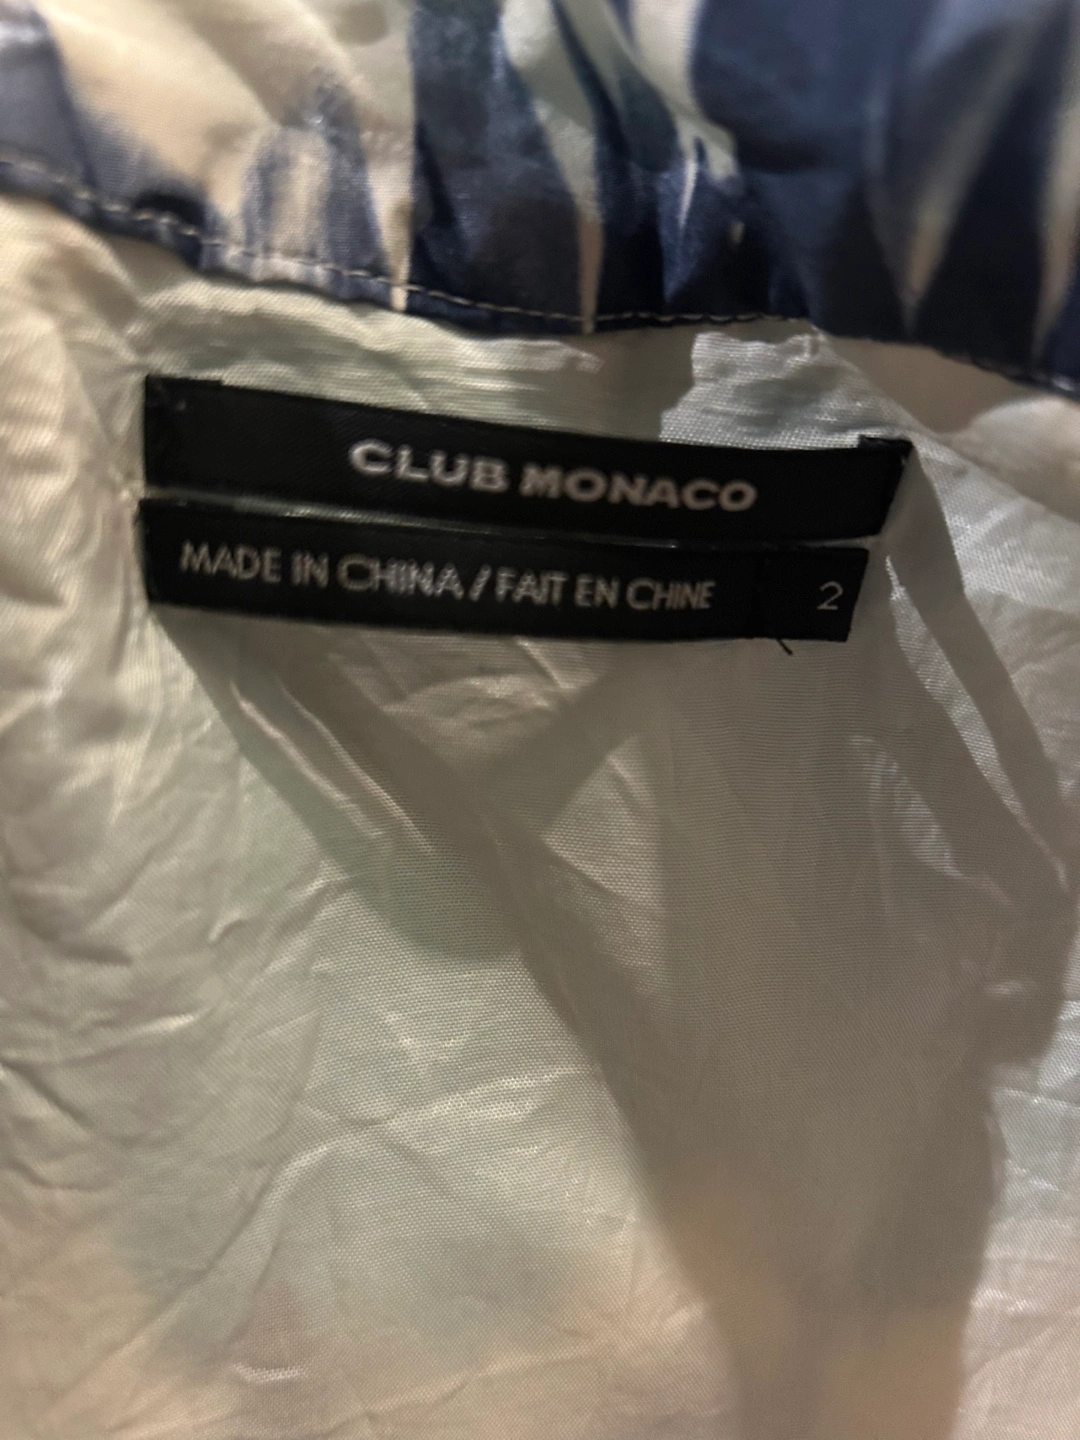 CLUB MONACO
MADE IN CHINA / FAIT EN CHINE 2